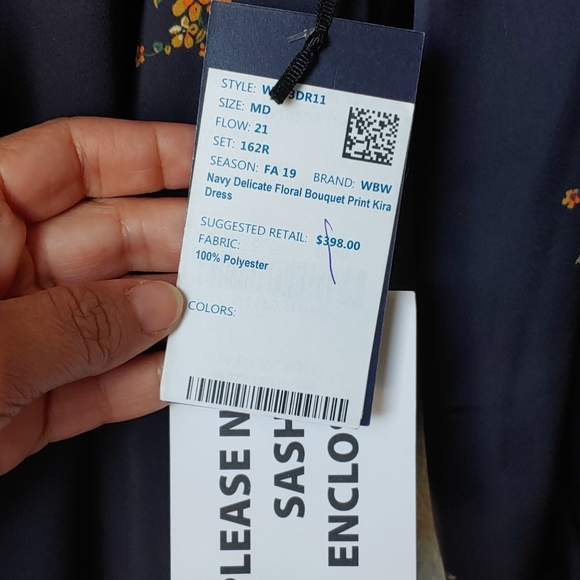 STYLE: DR11
SIZE: MD
FLOW: 21
SET: 162R
SEASON: FA 19 BRAND: WBW
Navy Delicate Floral Bouquet Print Kira
Dress
SUGGESTED RETAIL: $398.00
FABRIC:
100% Polyester
COLORS:
PLEASE N
SASH
ENCLO